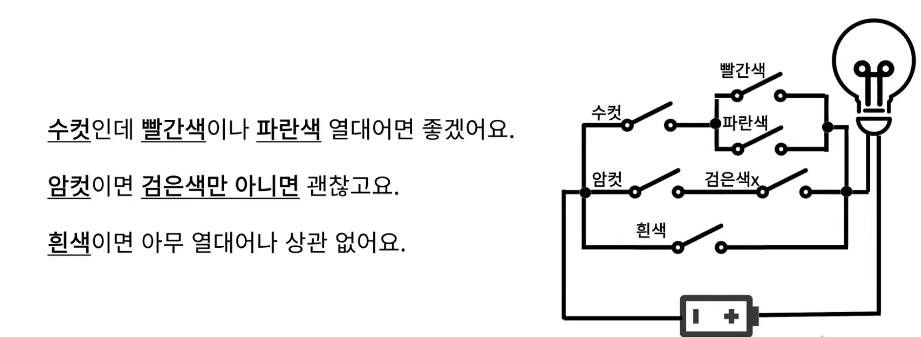 수컷인데 빨간색이나 파란색 열대어면 좋겠어요.
암컷이면 검은색만 아니면 괜찮고요.
흰색이면 아무 열대어나 상관 없어요.
빨간색
수컷
파란색
암컷
검은색x
흰색